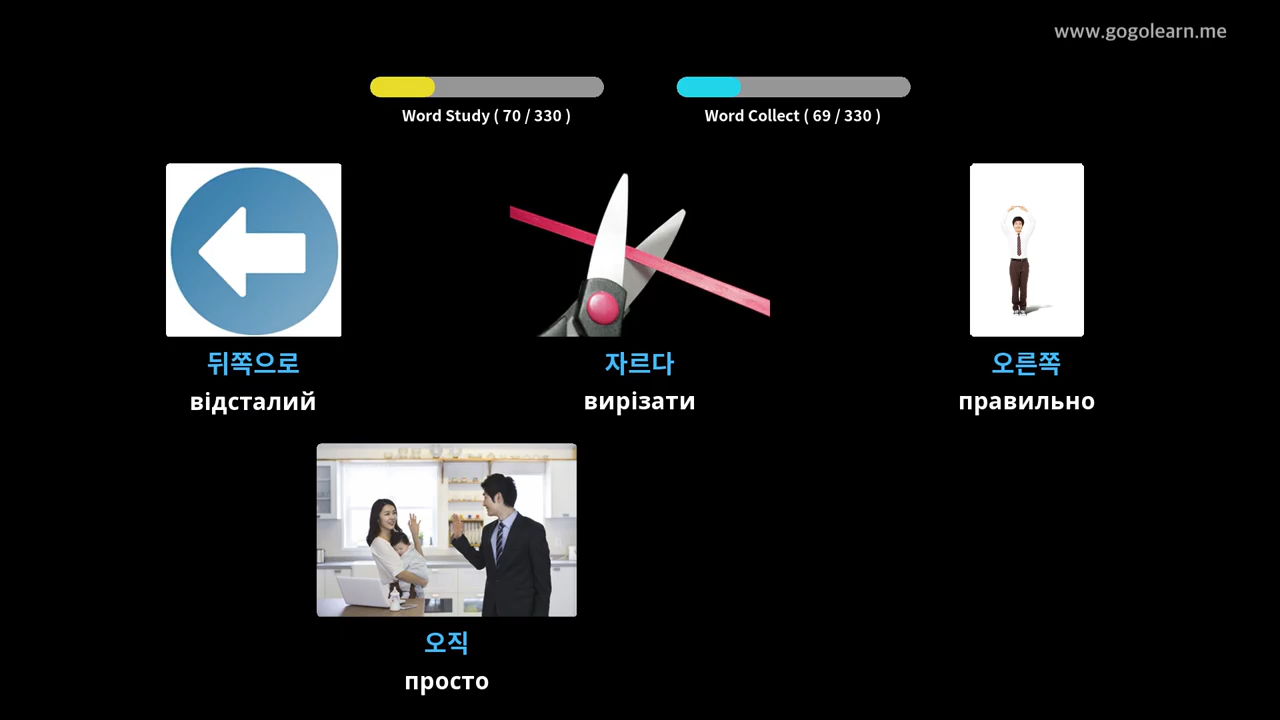 www.gogolearn.me
Word Study ( 70 / 330 )
Word Collect ( 69 / 330 )
뒤쪽으로
відсталий
자르다
вирізати
오른쪽
правильно
오직
просто